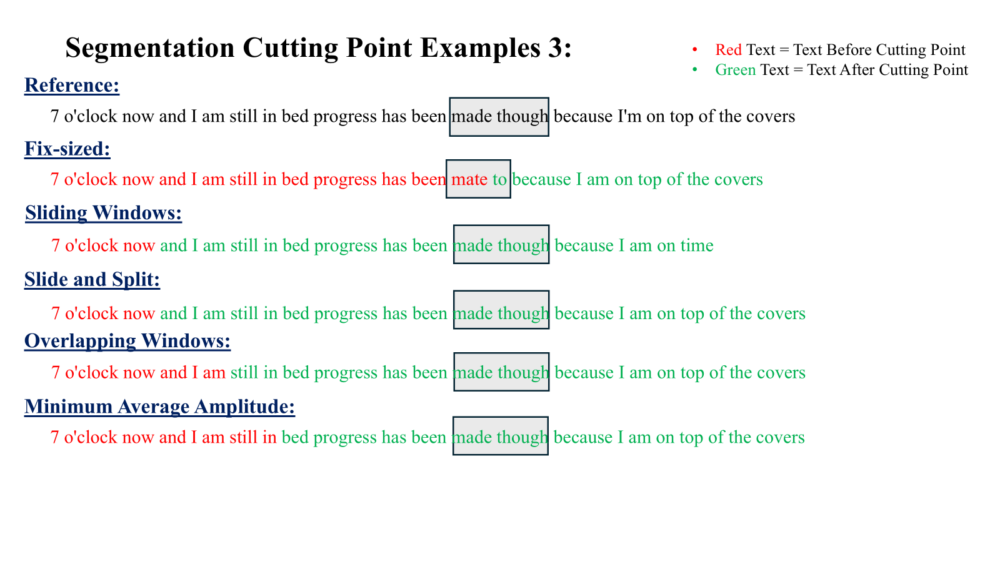 Segmentation Cutting Point Examples 3:
• Red Text = Text Before Cutting Point
• Green Text = Text After Cutting Point
Reference:
7 o'clock now and I am still in bed progress has been made though because I'm on top of the covers
Fix-sized:
7 o'clock now and I am still in bed progress has been mate to because I am on top of the covers
Sliding Windows:
7 o'clock now and I am still in bed progress has been made though because I am on time
Slide and Split:
7 o'clock now and I am still in bed progress has been made though because I am on top of the covers
Overlapping Windows:
7 o'clock now and I am still in bed progress has been made though because I am on top of the covers
Minimum Average Amplitude:
7 o'clock now and I am still in bed progress has been made though because I am on top of the covers